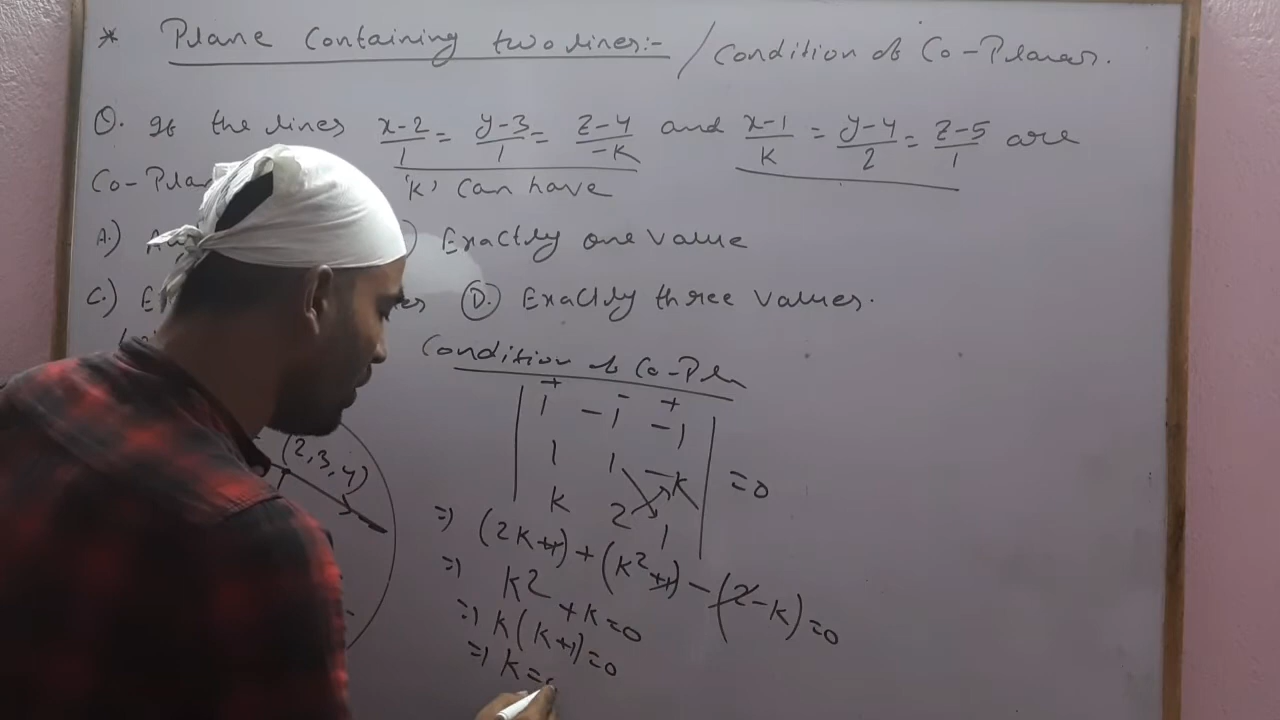 * Plane Containing two lines:- / Condition of Co-Planar.
Q. If the lines x-2/1 = y-3/1 = z-4/-k and x-1/k = y-4/2 = z-5/1 are
Co-Plan 'k' can have
A.) ) Exactly one value
C.) E es (D.) Exactly three values.
Condition of Co-Plan
| 1 -1 -1 |
+ - +
| 1 1 -k | = 0
| k 2 1 |
(2,3,4)
=> (2k+1) + (k2+1) - (2-k) = 0
=> k2 + k = 0
=> k(k+1) = 0
=> k =